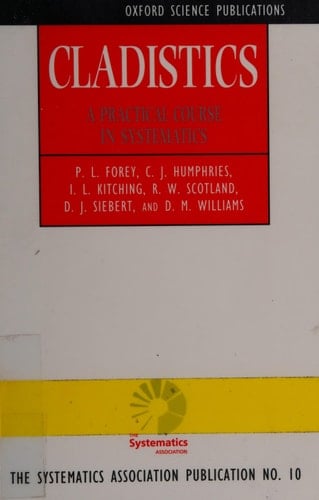 OXFORD SCIENCE PUBLICATIONS
CLADISTICS
A PRACTICAL COURSE
IN SYSTEMATICS
P. L. FOREY, C. J. HUMPHRIES,
I. L. KITCHING, R. W. SCOTLAND,
D. J. SIEBERT, AND D. M. WILLIAMS
THE
Systematics
ASSOCIATION
THE SYSTEMATICS ASSOCIATION PUBLICATION NO. 10